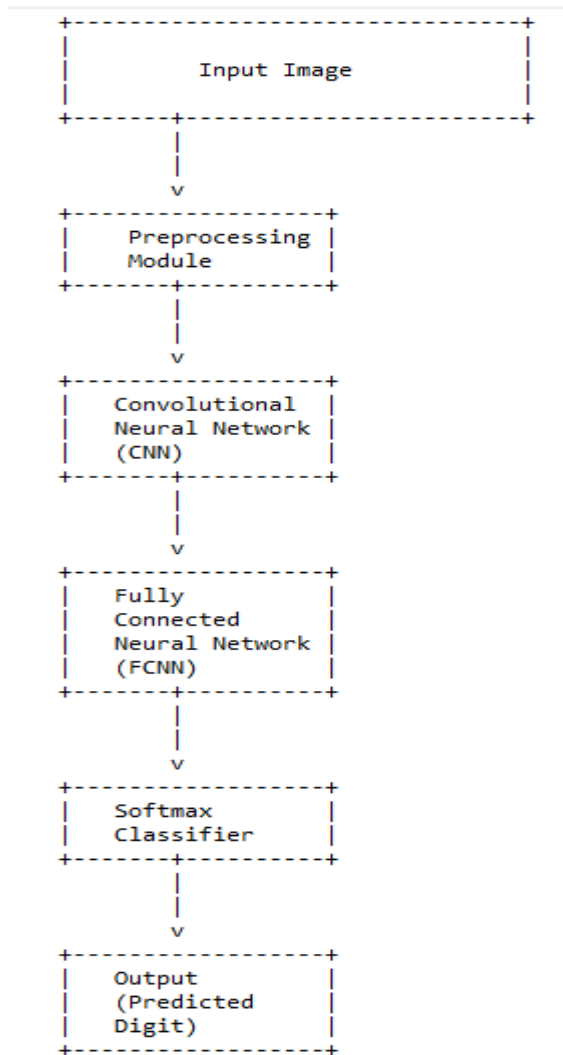 Input Image
Preprocessing
Module
Convolutional
Neural Network
(CNN)
Fully
Connected
Neural Network
(FCNN)
Softmax
Classifier
Output
(Predicted
Digit)